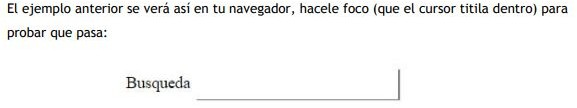 El ejemplo anterior se verá así en tu navegador, hacele foco (que el cursor titila dentro) para
probar que pasa:
Busqueda